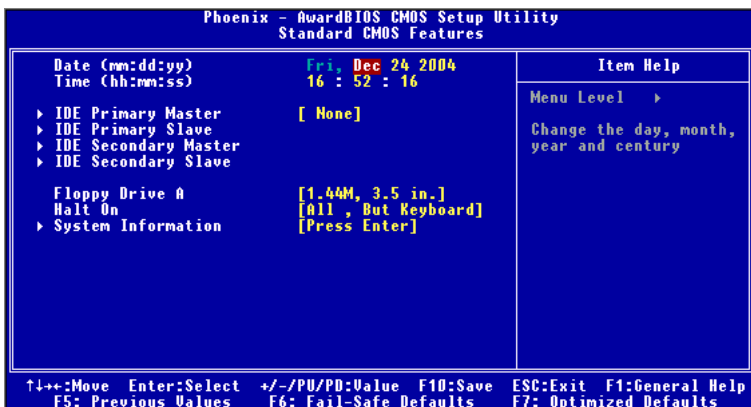 Phoenix - AwardBIOS CMOS Setup Utility
Standard CMOS Features
Date (mm:dd:yy) Fri, Dec 24 2004
Time (hh:mm:ss) 16 : 52 : 16
Item Help
Menu Level ▸
Change the day, month,
year and century
▸ IDE Primary Master [ None]
▸ IDE Primary Slave
▸ IDE Secondary Master
▸ IDE Secondary Slave
Floppy Drive A [1.44M, 3.5 in.]
Halt On [All , But Keyboard]
▸ System Information [Press Enter]
↑↓→←:Move Enter:Select +/-/PU/PD:Value F10:Save ESC:Exit F1:General Help
F5: Previous Values F6: Fail-Safe Defaults F7: Optimized Defaults